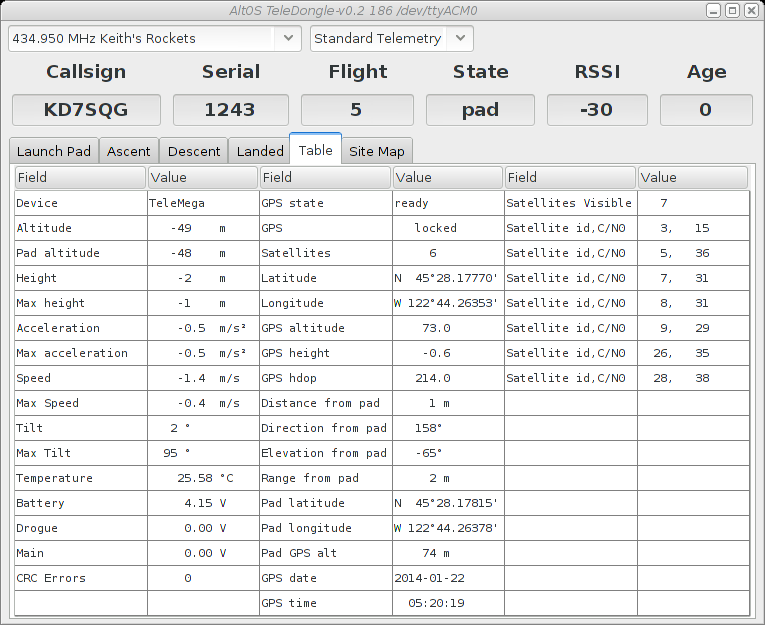 AltOS TeleDongle-v0.2 186 /dev/ttyACM0
434.950 MHz Keith's Rockets Standard Telemetry
Callsign Serial Flight State RSSI Age
KD7SQG 1243 5 pad -30 0
Launch Pad Ascent Descent Landed Table Site Map
Field Value Field Value Field Value
Device TeleMega GPS state ready Satellites Visible 7
Altitude -49 m GPS locked Satellite id,C/N0 3, 15
Pad altitude -48 m Satellites 6 Satellite id,C/N0 5, 36
Height -2 m Latitude N 45°28.17770' Satellite id,C/N0 7, 31
Max height -1 m Longitude W 122°44.26353' Satellite id,C/N0 8, 31
Acceleration -0.5 m/s² GPS altitude 73.0 Satellite id,C/N0 9, 29
Max acceleration -0.5 m/s² GPS height -0.6 Satellite id,C/N0 26, 35
Speed -1.4 m/s GPS hdop 214.0 Satellite id,C/N0 28, 38
Max Speed -0.4 m/s Distance from pad 1 m
Tilt 2 ° Direction from pad 158°
Max Tilt 95 ° Elevation from pad -65°
Temperature 25.58 °C Range from pad 2 m
Battery 4.15 V Pad latitude N 45°28.17815'
Drogue 0.00 V Pad longitude W 122°44.26378'
Main 0.00 V Pad GPS alt 74 m
CRC Errors 0 GPS date 2014-01-22
GPS time 05:20:19